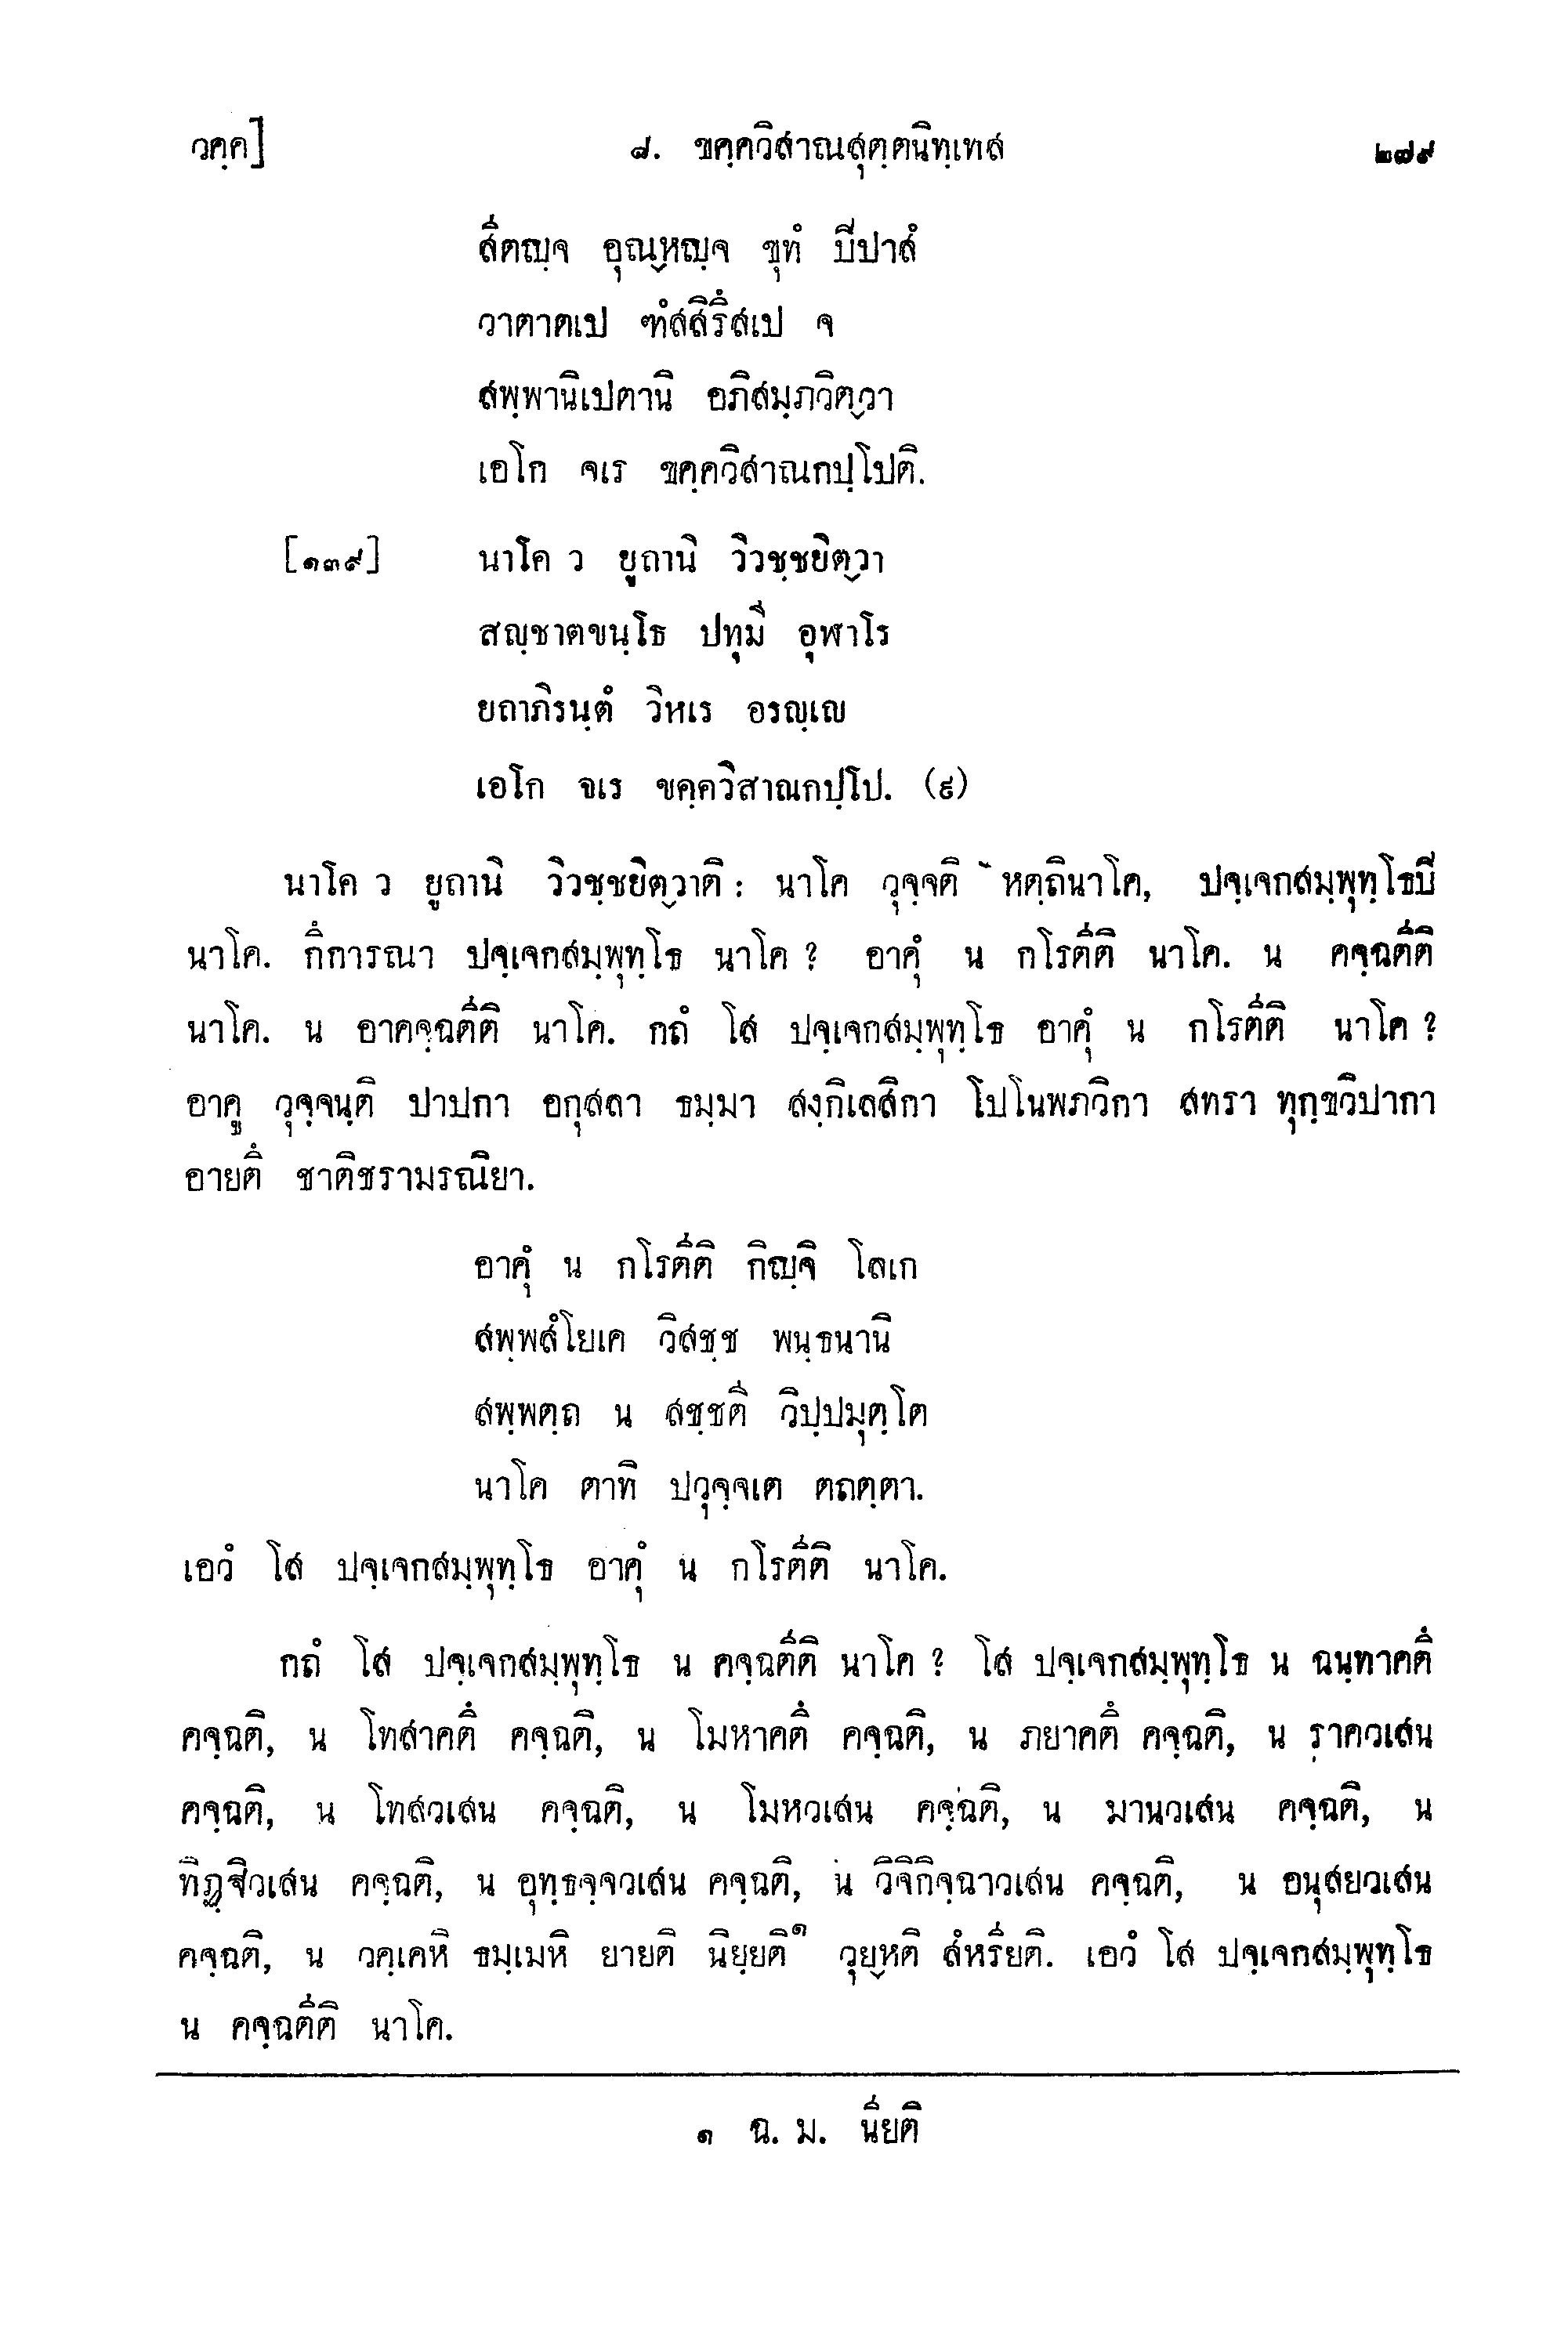 วคฺค] ๘. ขคฺควิสาณสุตฺตนิทฺเทส ๒๗๙
สีตญฺจ อุณฺหญฺจ ขุทํ ปีปาสํ
วาตาตเป ฑํสสิรึสเป จ
สพฺพานิเปตานิ อภิสมฺภวิตฺวา
เอโก จเร ขคฺควิสาณกปฺโปติ.
[๑๓๙] นาโค ว ยูถานิ วิวชฺชยิตฺวา
สญฺชาตขนฺโธ ปทุมี อุฬาโร
ยถาภิรนฺตํ วิหเร อรญฺเญ
เอโก จเร ขคฺควิสาณกปฺโป. (๙)
นาโค ว ยูถานิ วิวชฺชยิตฺวาติ : นาโค วุจฺจติ หตฺถินาโค, ปจฺเจกสมฺพุทฺโธปิ
นาโค. กึการณา ปจฺเจกสมฺพุทฺโธ นาโค ? อาคุํ น กโรตีติ นาโค. น คจฺฉตีติ
นาโค. น อาคจฺฉตีติ นาโค. กถํ โส ปจฺเจกสมฺพุทฺโธ อาคุํ น กโรตีติ นาโค ?
อาคู วุจฺจนฺติ ปาปกา อกุสลา ธมฺมา สงฺกิเลสิกา โปโนพภวิกา สทรา ทุกฺขวิปากา
อายตึ ชาติชรามรณิยา.
อาคุํ น กโรตีติ กิญฺจิ โลเก
สพฺพสํโยเค วิสชฺช พนฺธนานิ
สพฺพตฺถ น สชฺชตี วิปฺปมุตฺโต
นาโค ตาทิ ปวุจฺจเต ตถตฺตา.
เอวํ โส ปจฺเจกสมฺพุทฺโธ อาคุํ น กโรตีติ นาโค.
กถํ โส ปจฺเจกสมฺพุทฺโธ น คจฺฉตีติ นาโค ? โส ปจฺเจกสมฺพุทฺโธ น ฉนฺทาคตึ
คจฺฉติ, น โทสาคตึ คจฺฉติ, น โมหาคตึ คจฺฉติ, น ภยาคตึ คจฺฉติ, น ราควเสน
คจฺฉติ, น โทสวเสน คจฺฉติ, น โมหวเสน คจฺฉติ, น มานวเสน คจฺฉติ, น
ทิฏฺฐิวเสน คจฺฉติ, น อุทฺธจฺจวเสน คจฺฉติ, น วิจิกิจฺฉาวเสน คจฺฉติ, น อนุสยวเสน
คจฺฉติ, น วคฺเคหิ ธมฺเมหิ ยายติ นิยฺยติ๑ วุยฺหติ สํหรียติ. เอวํ โส ปจฺเจกสมฺพุทฺโธ
น คจฺฉตีติ นาโค.
๑ ฉ. ม. นียติ